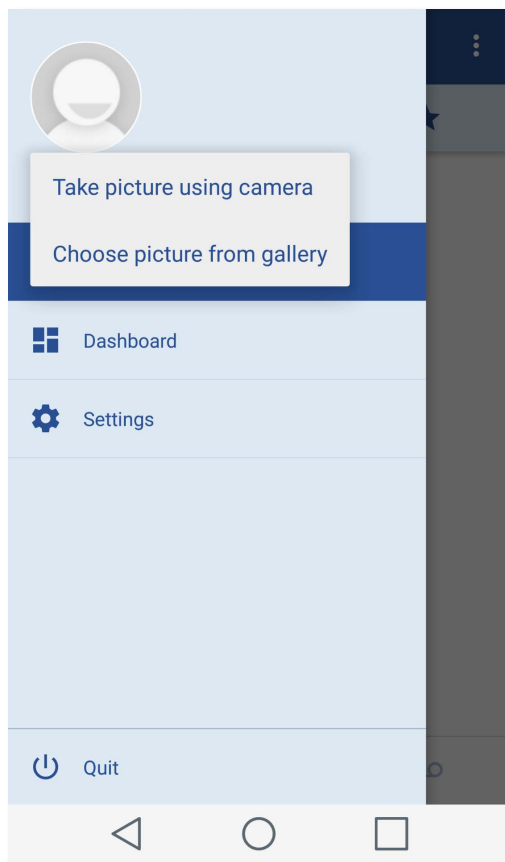 Take picture using camera
Choose picture from gallery
Dashboard
Settings
Quit